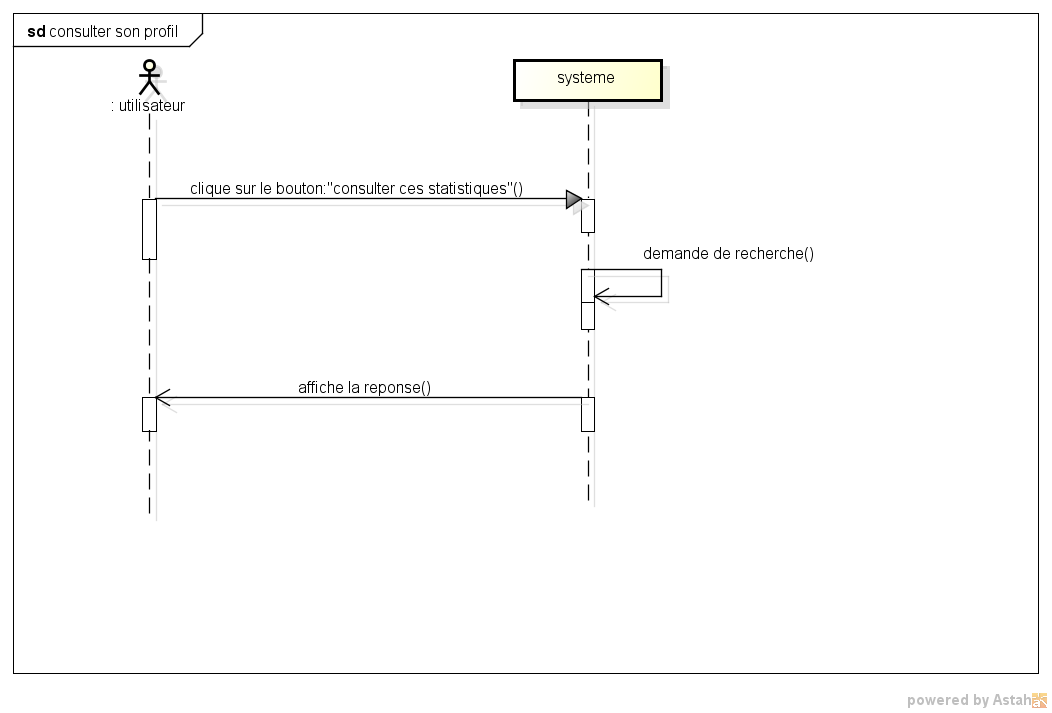 sd consulter son profil
: utilisateur
systeme
clique sur le bouton:"consulter ces statistiques"()
demande de recherche()
affiche la reponse()
powered by Astah